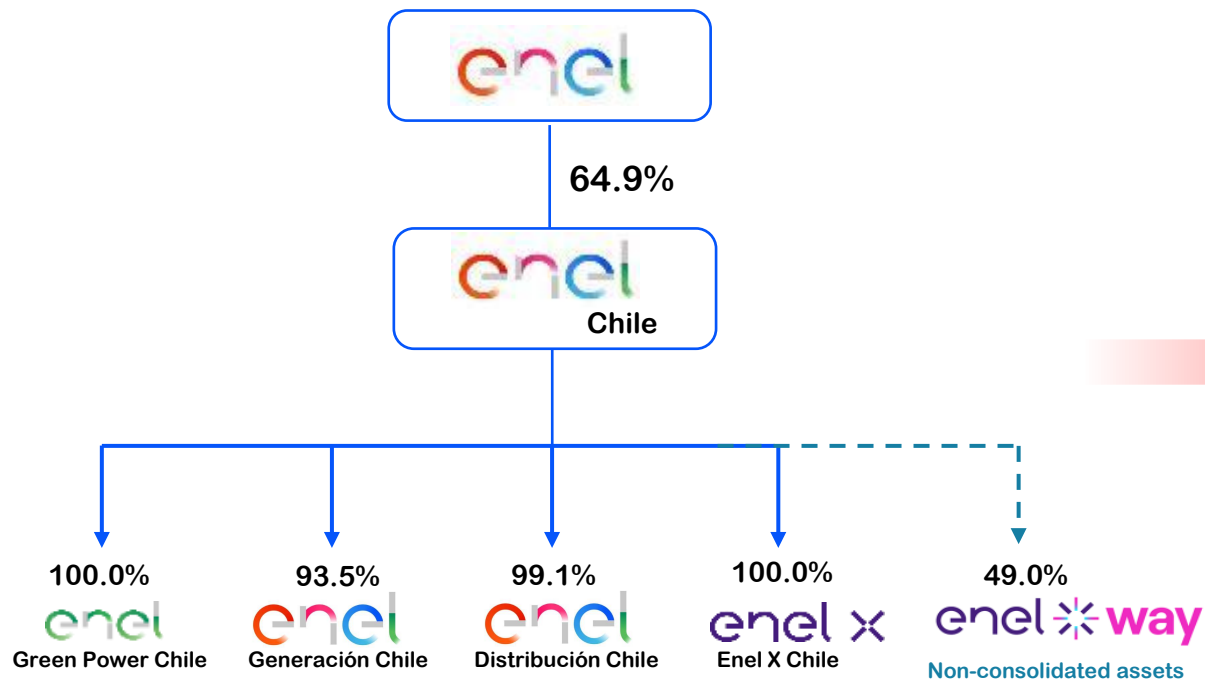 enel
64.9%
enel
Chile
100.0%
93.5%
99.1%
100.0%
49.0%
enel
enel
enel
enel x
enel way
Green Power Chile
Generación Chile
Distribución Chile
Enel X Chile
Non-consolidated assets